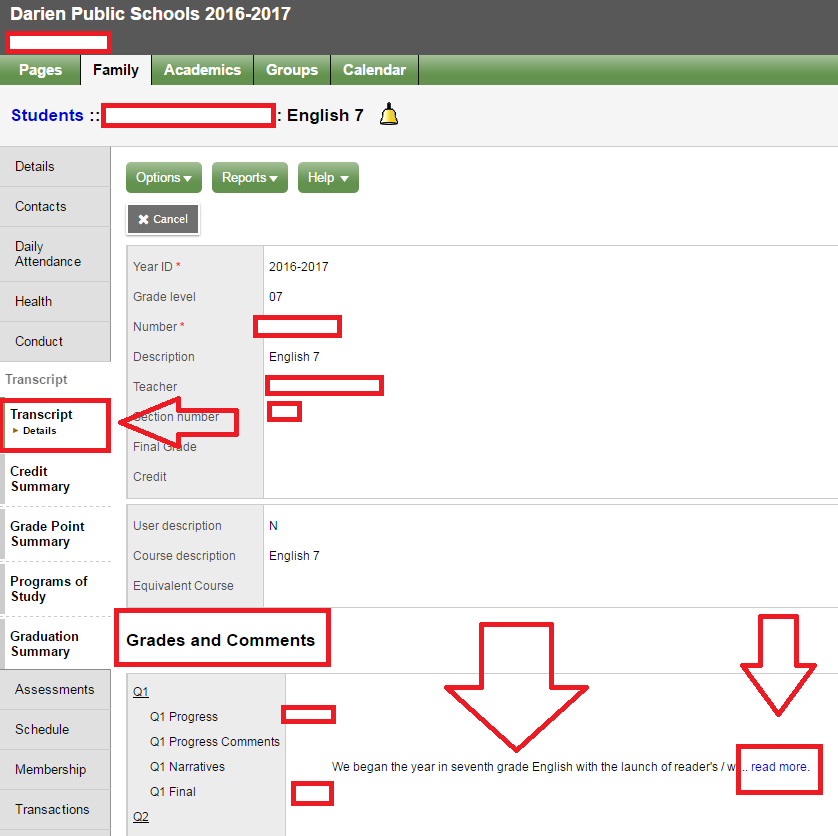 Darien Public Schools 2016-2017
Pages Family Academics Groups Calendar
Students :: : English 7
Details
Contacts
Daily
Attendance
Health
Conduct
Transcript
Transcript
Details
Credit
Summary
Grade Point
Summary
Programs of
Study
Graduation
Summary
Assessments
Schedule
Membership
Transactions
Options Reports Help
Cancel
Year ID * 2016-2017
Grade level 07
Number *
Description English 7
Teacher
Section number
Final Grade
Credit
User description N
Course description English 7
Equivalent Course
Grades and Comments
Q1
Q1 Progress
Q1 Progress Comments
Q1 Narratives We began the year in seventh grade English with the launch of reader's / w... read more.
Q1 Final
Q2